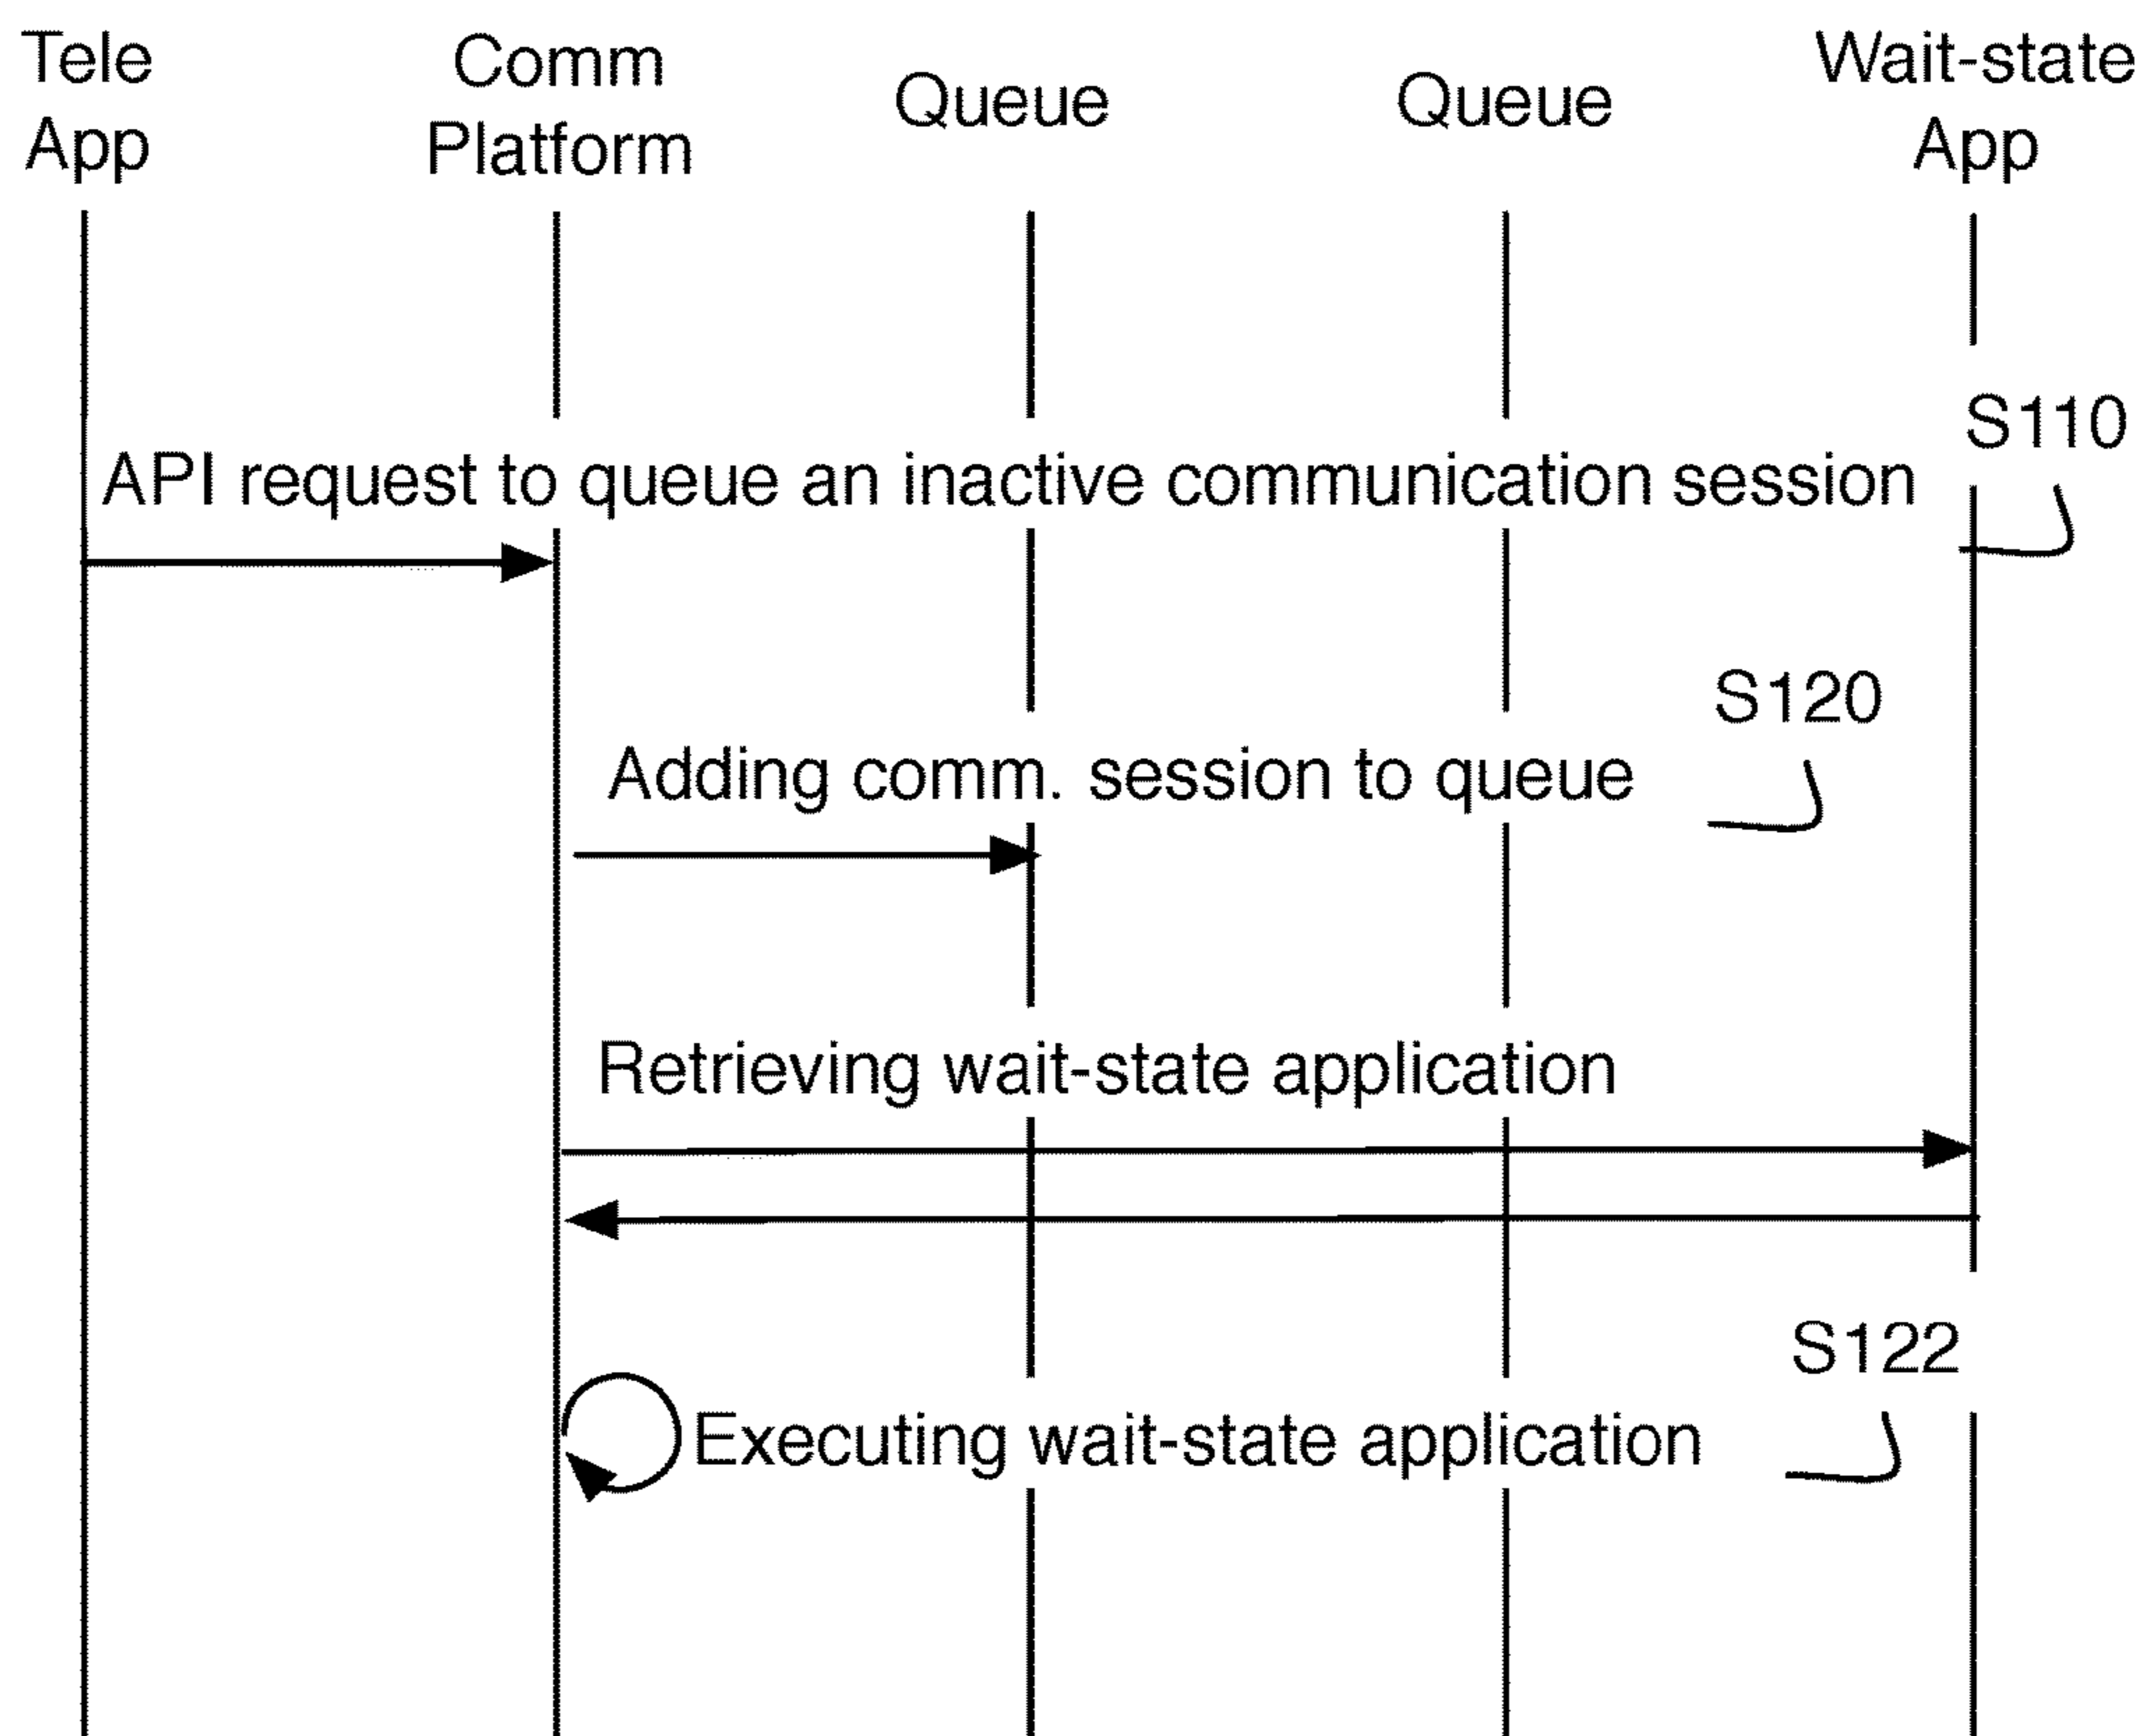 Tele
App
Comm
Platform
Queue
Queue
Wait-state
App
S110
API request to queue an inactive communication session
S120
Adding comm. session to queue
Retrieving wait-state application
S122
Executing wait-state application